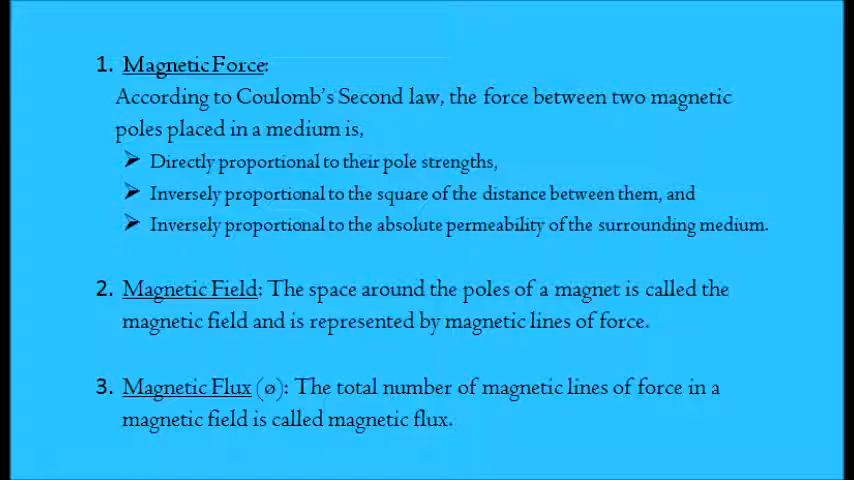 1. Magnetic Force:
According to Coulomb's Second law, the force between two magnetic
poles placed in a medium is,
➢ Directly proportional to their pole strengths,
➢ Inversely proportional to the square of the distance between them, and
➢ Inversely proportional to the absolute permeability of the surrounding medium.
2. Magnetic Field: The space around the poles of a magnet is called the
magnetic field and is represented by magnetic lines of force.
3. Magnetic Flux (ø): The total number of magnetic lines of force in a
magnetic field is called magnetic flux.